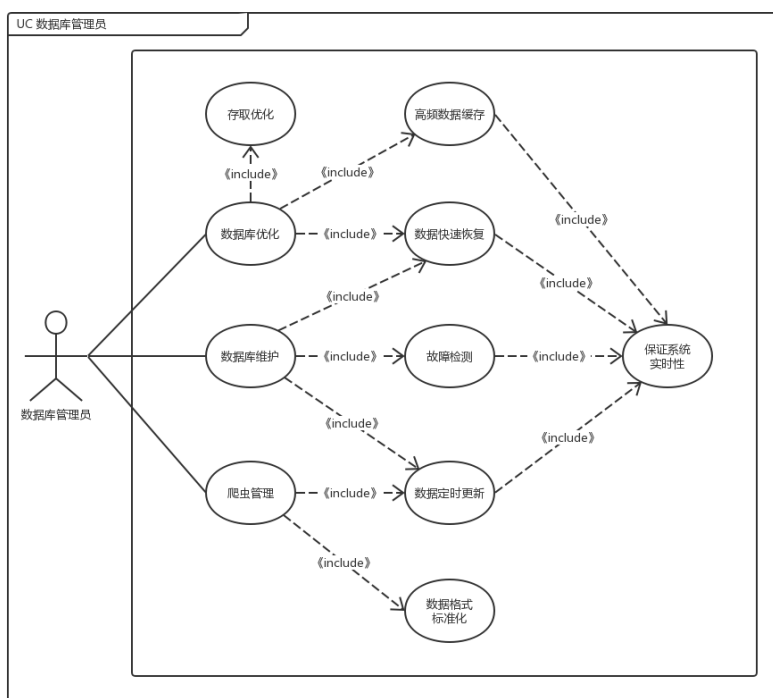 UC 数据库管理员
存取优化
高频数据缓存
《include》
《include》
《include》
数据库优化
《include》
数据快速恢复
《include》
《include》
数据库管理员
数据库维护
《include》
故障检测
《include》
保证系统
实时性
《include》
《include》
爬虫管理
《include》
数据定时更新
《include》
数据格式
标准化